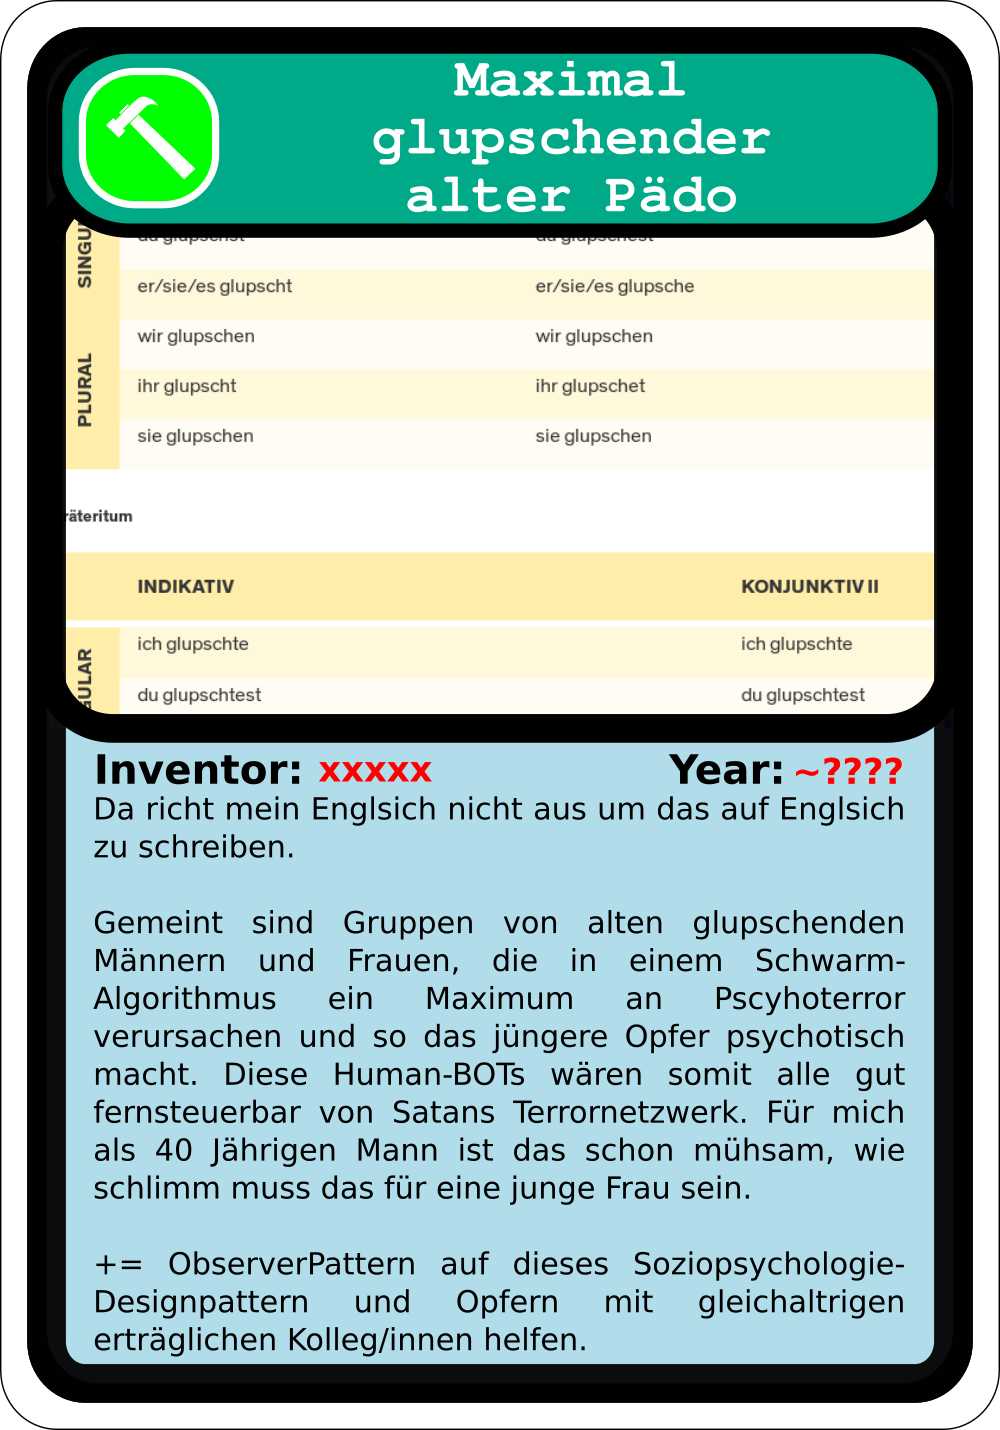 Maximal
glupschender
alter Pädo
SINGU
du glupschst du glupschest
er/sie/es glupscht er/sie/es glupsche
wir glupschen wir glupschen
PLURAL
ihr glupscht ihr glupschet
sie glupschen sie glupschen
räteritum
INDIKATIV KONJUNKTIV II
GULAR
ich glupschte ich glupschte
du glupschtest du glupschtest
Inventor: xxxxx Year: ~????
Da richt mein Englsich nicht aus um das auf Englsich
zu schreiben.
Gemeint sind Gruppen von alten glupschenden
Männern und Frauen, die in einem Schwarm-
Algorithmus ein Maximum an Pscyhoterror
verursachen und so das jüngere Opfer psychotisch
macht. Diese Human-BOTs wären somit alle gut
fernsteuerbar von Satans Terrornetzwerk. Für mich
als 40 Jährigen Mann ist das schon mühsam, wie
schlimm muss das für eine junge Frau sein.
+= ObserverPattern auf dieses Soziopsychologie-
Designpattern und Opfern mit gleichaltrigen
erträglichen Kolleg/innen helfen.